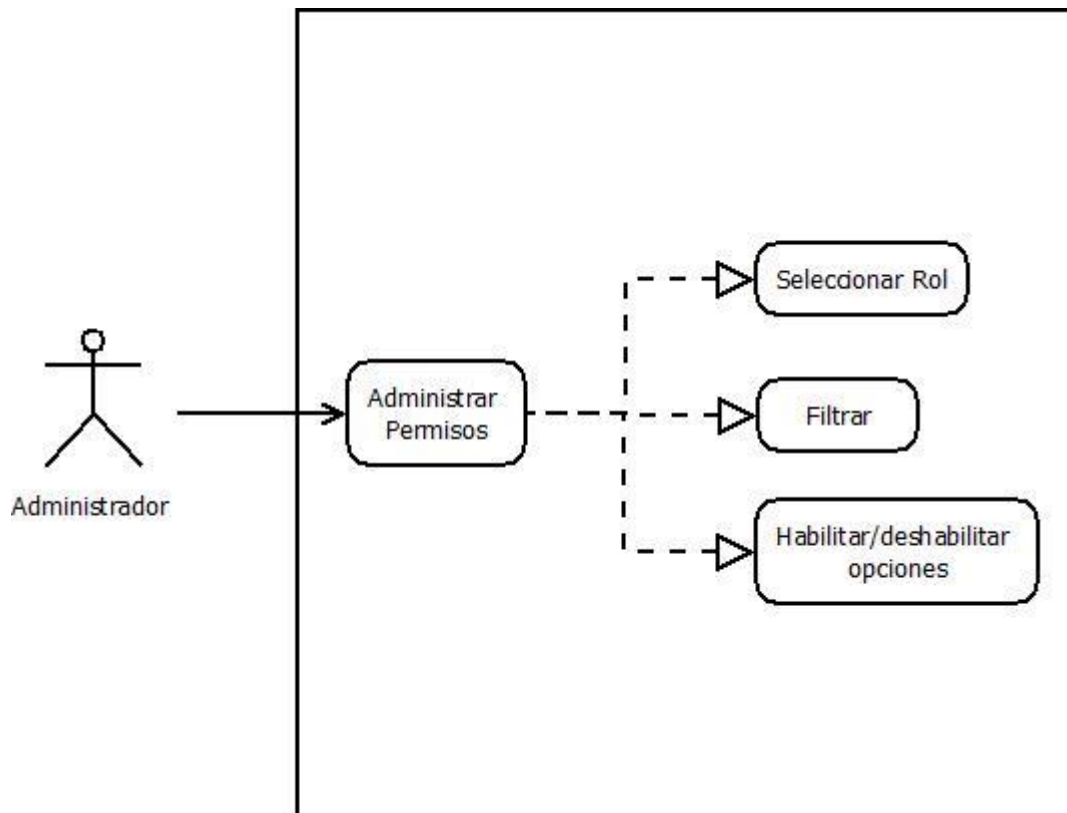 Seleccionar Rol
Administrar
Permisos
Filtrar
Administrador
Habilitar/deshabilitar
opciones